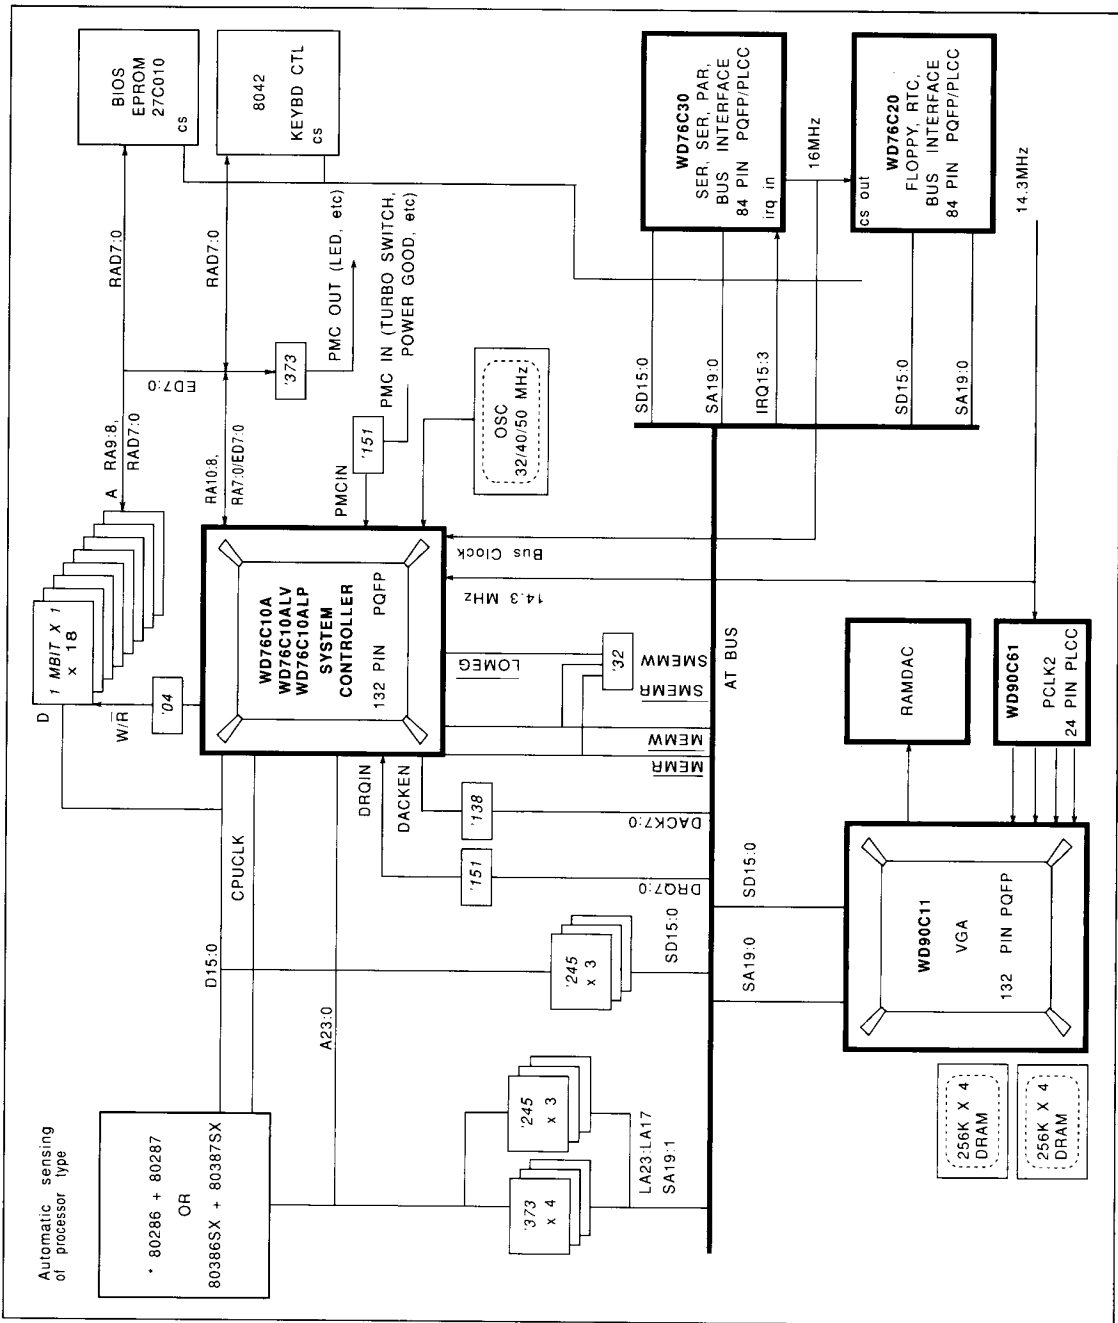 Automatic sensing
of processor type
* 80286 + 80287
OR
80386SX + 80387SX
D15:0
CPUCLK
A23:0
D
1 MBIT X 1
x 18
A
W/R
'04
RA9:8,
RAD7:0
RAD7:0
BIOS
EPROM
27C010
cs
8042
KEYBD CTL
cs
RAD7:0
ED7:0
'373
PMC OUT (LED, etc)
RA10:8,
RA7:0/ED7:0
PMCIN
'151
PMC IN (TURBO SWITCH,
POWER GOOD, etc)
OSC
32/40/50 MHz
WD76C10A
WD76C10ALV
WD76C10ALP
SYSTEM
CONTROLLER
132 PIN PQFP
DRQIN
DACKEN
'151
'138
DRQ7:0
DACK7:0
MEMR
MEMW
LOMEG
'32
SMEMR
SMEMW
14.3 MHz
Bus Clock
'373
x 4
'245
x 3
'245
x 3
LA23:LA17
SA19:1
SD15:0
AT BUS
SD15:0
SA19:0
IRQ15:3
SD15:0
SA19:0
WD76C30
SER, SER, PAR,
BUS INTERFACE
84 PIN PQFP/PLCC
irq in
16MHz
cs out
WD76C20
FLOPPY, RTC,
BUS INTERFACE
84 PIN PQFP/PLCC
14.3MHz
SA19:0
SD15:0
WD90C11
VGA
132 PIN PQFP
RAMDAC
WD90C61
PCLK2
24 PIN PLCC
256K X 4
DRAM
256K X 4
DRAM